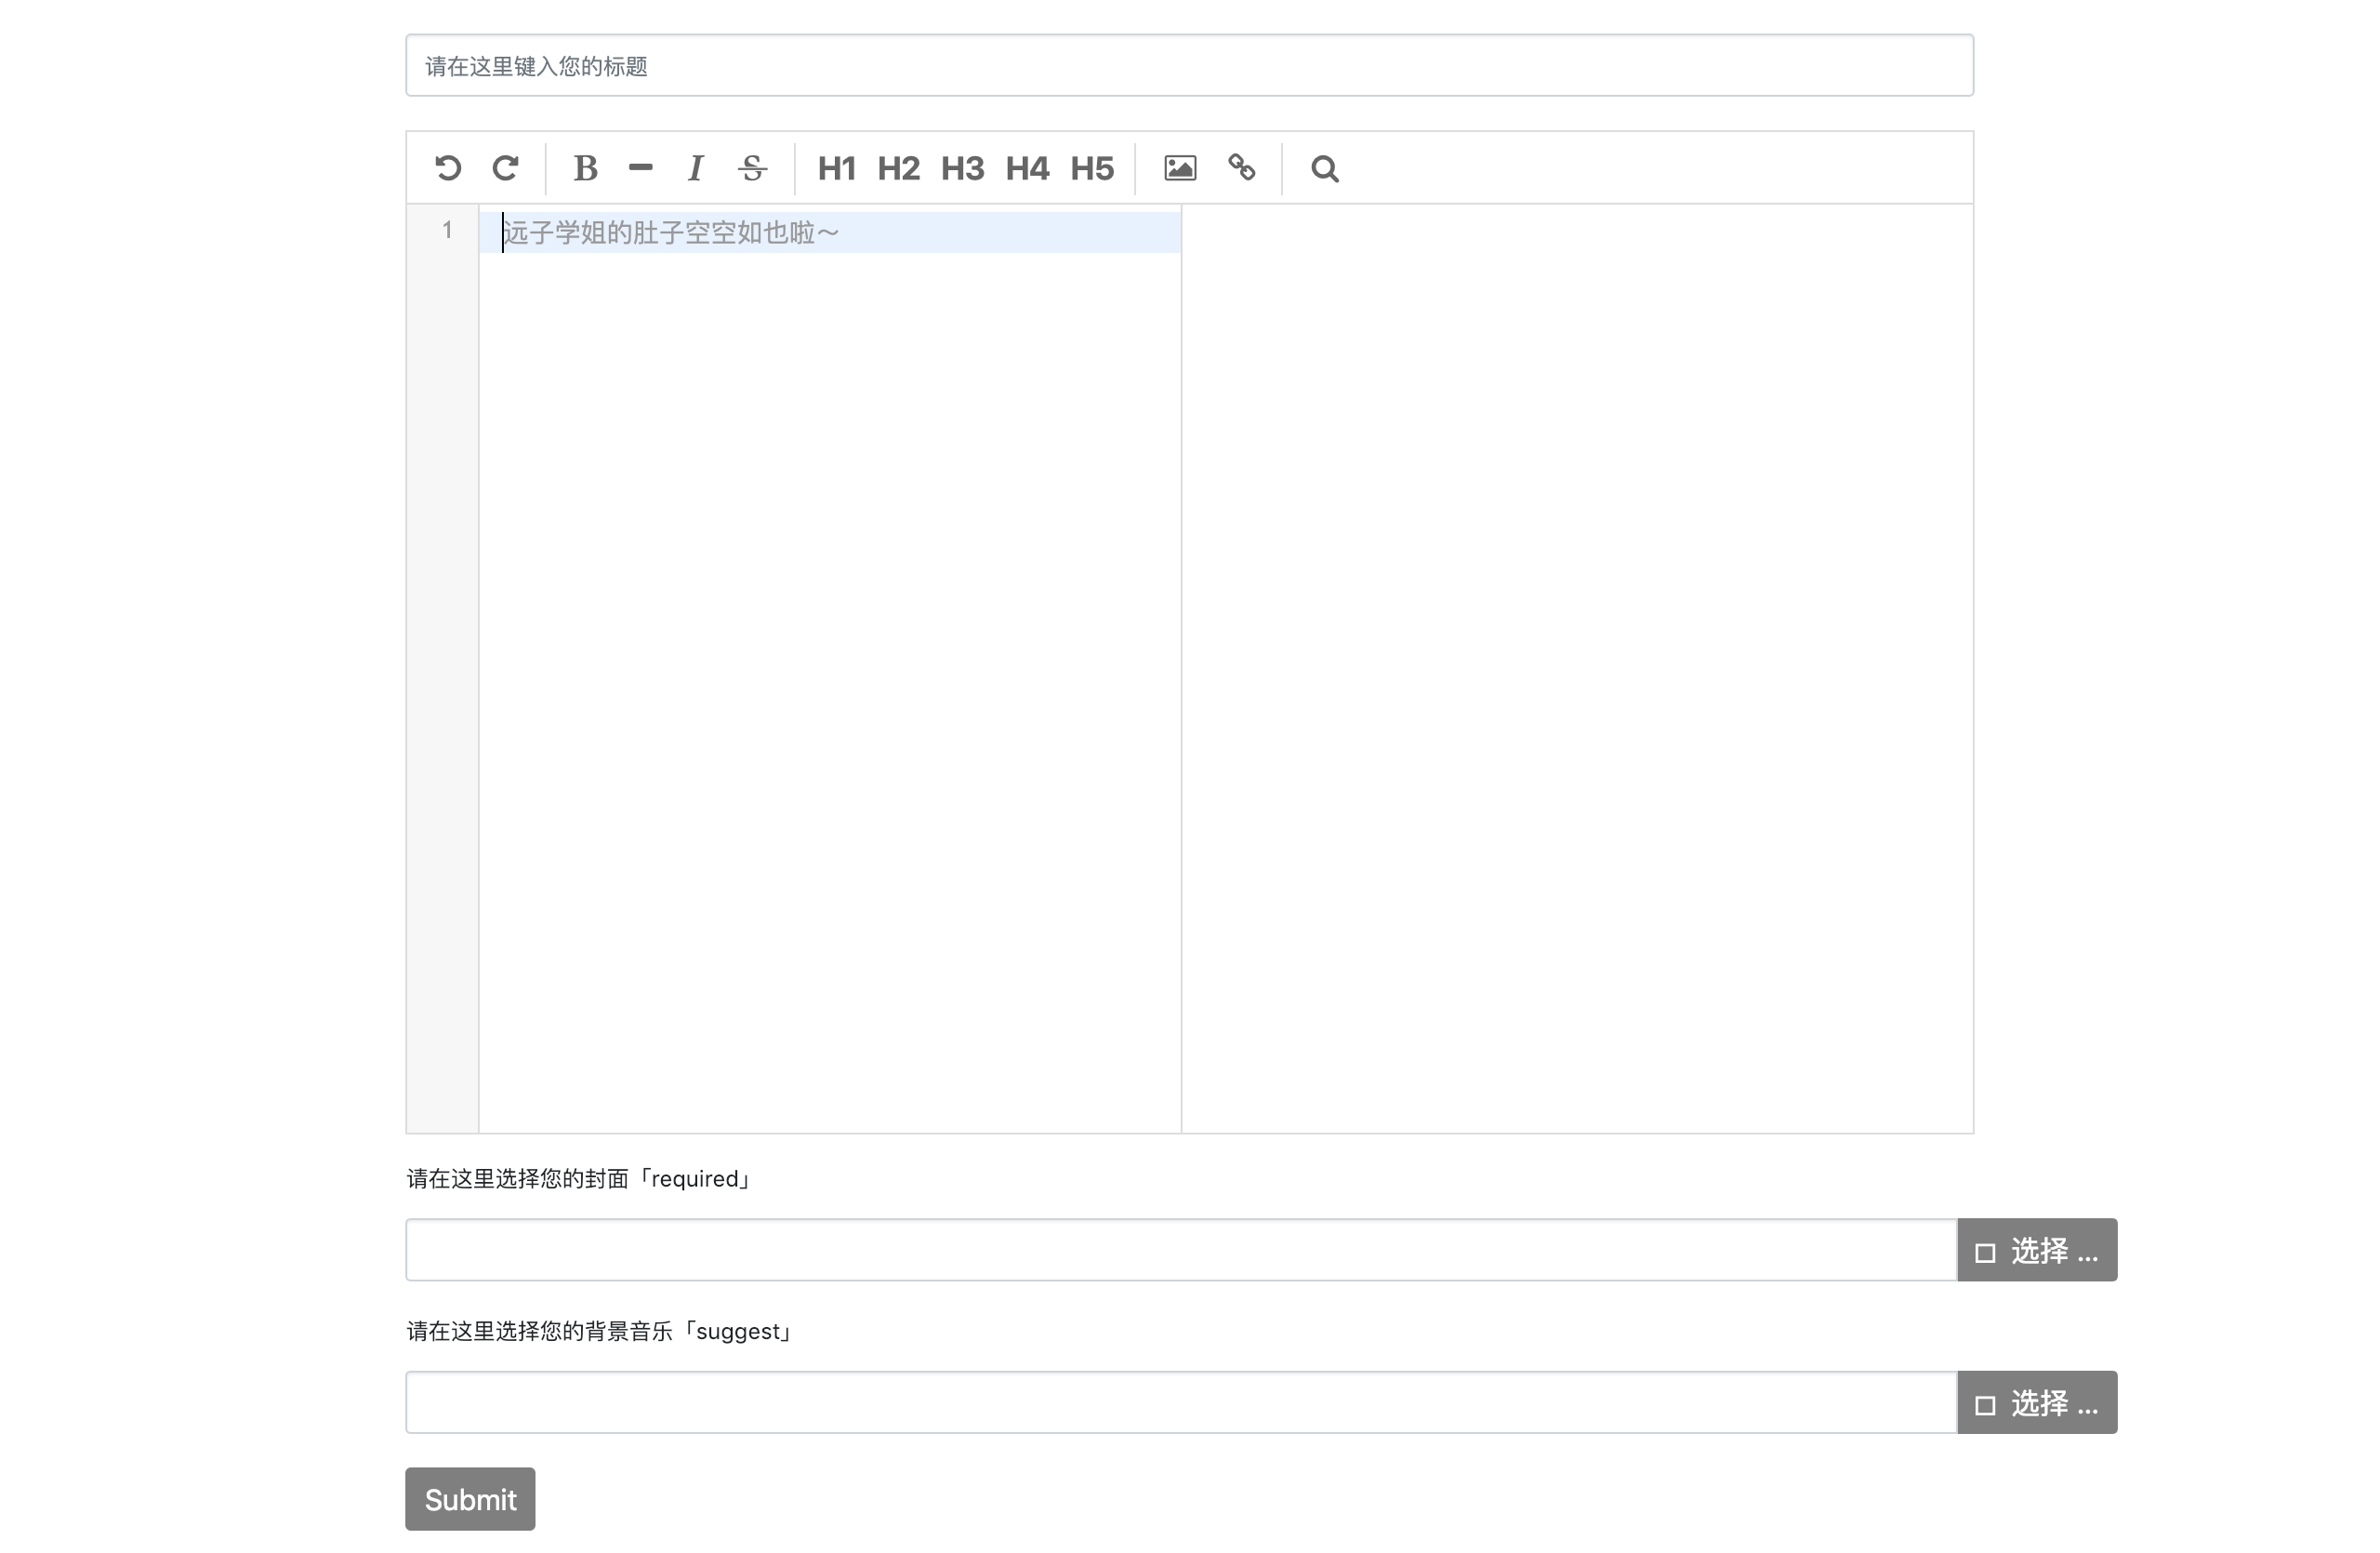 请在这里键入您的标题
B I S H1 H2 H3 H4 H5
1 远子学姐的肚子空空如也啦～
请在这里选择您的封面「required」
选择 ...
请在这里选择您的背景音乐「suggest」
选择 ...
Submit